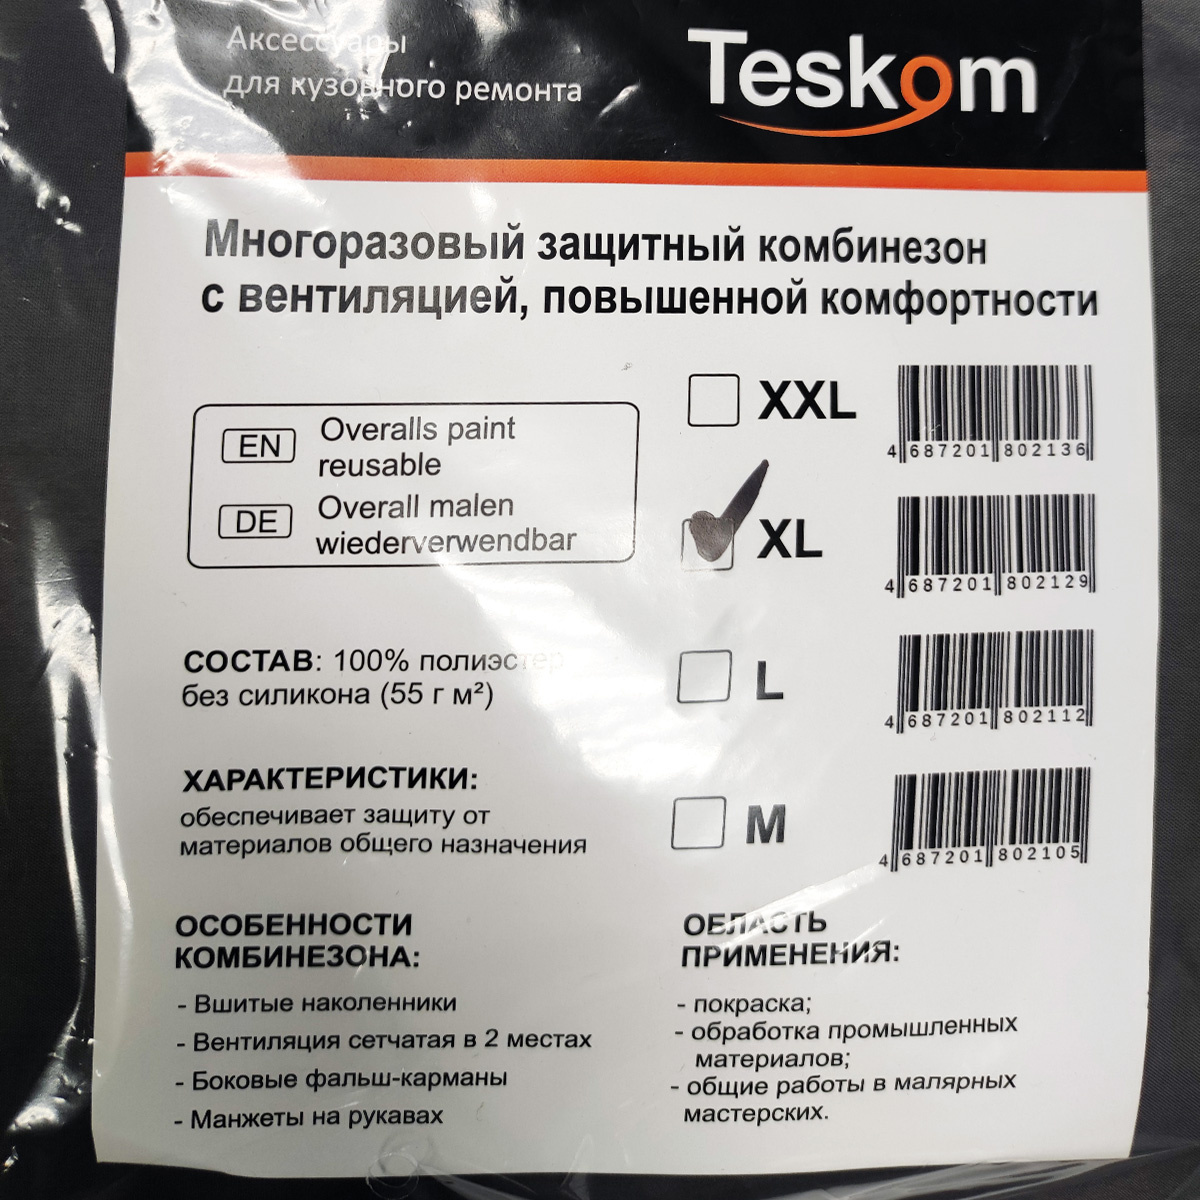 Аксессуары
для кузовного ремонта
Teskom
Многоразовый защитный комбинезон
с вентиляцией, повышенной комфортности
EN
Overalls paint
reusable
DE
Overall malen
wiederverwendbar
XXL
4 687201 802136
XL
4 687201 802129
L
4 687201 802112
M
4 687201 802105
СОСТАВ: 100% полиэстер
без силикона (55 г м²)
ХАРАКТЕРИСТИКИ:
обеспечивает защиту от
материалов общего назначения
ОСОБЕННОСТИ
КОМБИНЕЗОНА:
- Вшитые наколенники
- Вентиляция сетчатая в 2 местах
- Боковые фальш-карманы
- Манжеты на рукавах
ОБЛАСТЬ
ПРИМЕНЕНИЯ:
- покраска;
- обработка промышленных
материалов;
- общие работы в малярных
мастерских.